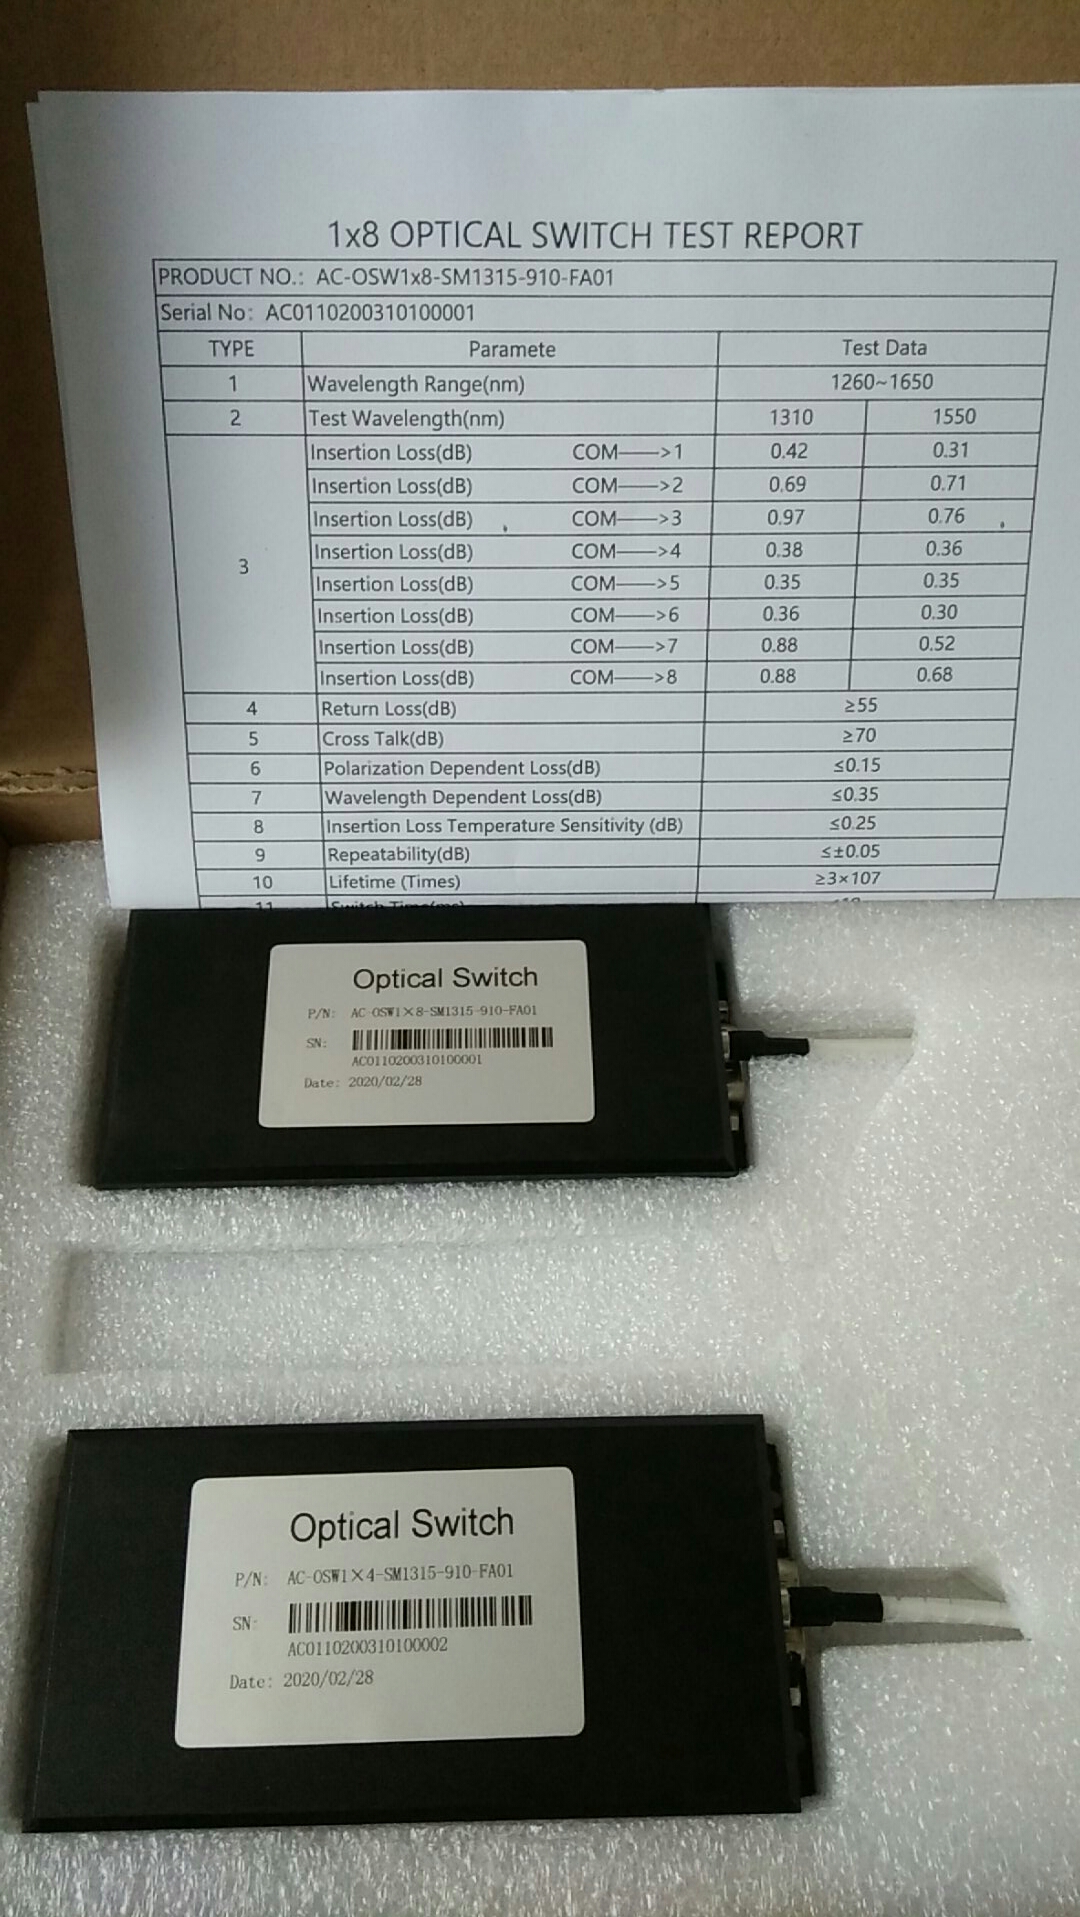 1x8 OPTICAL SWITCH TEST REPORT
PRODUCT NO.: AC-OSW1x8-SM1315-910-FA01
Serial No: AC0110200310100001
TYPE Paramete Test Data
1 Wavelength Range(nm) 1260~1650
2 Test Wavelength(nm) 1310 1550
Insertion Loss(dB) COM——>1 0.42 0.31
Insertion Loss(dB) COM——>2 0.69 0.71
Insertion Loss(dB) COM——>3 0.97 0.76
Insertion Loss(dB) COM——>4 0.38 0.36
3
Insertion Loss(dB) COM——>5 0.35 0.35
Insertion Loss(dB) COM——>6 0.36 0.30
Insertion Loss(dB) COM——>7 0.88 0.52
Insertion Loss(dB) COM——>8 0.88 0.68
4 Return Loss(dB) ≥55
5 Cross Talk(dB) ≥70
6 Polarization Dependent Loss(dB) ≤0.15
7 Wavelength Dependent Loss(dB) ≤0.35
8 Insertion Loss Temperature Sensitivity (dB) ≤0.25
9 Repeatability(dB) ≤±0.05
10 Lifetime (Times) ≥3×107
11 Switch Time(ms)
Optical Switch
P/N: AC-OSW1×8-SM1315-910-FA01
SN:
AC0110200310100001
Date: 2020/02/28
Optical Switch
P/N: AC-OSW1×4-SM1315-910-FA01
SN:
AC0110200310100002
Date: 2020/02/28